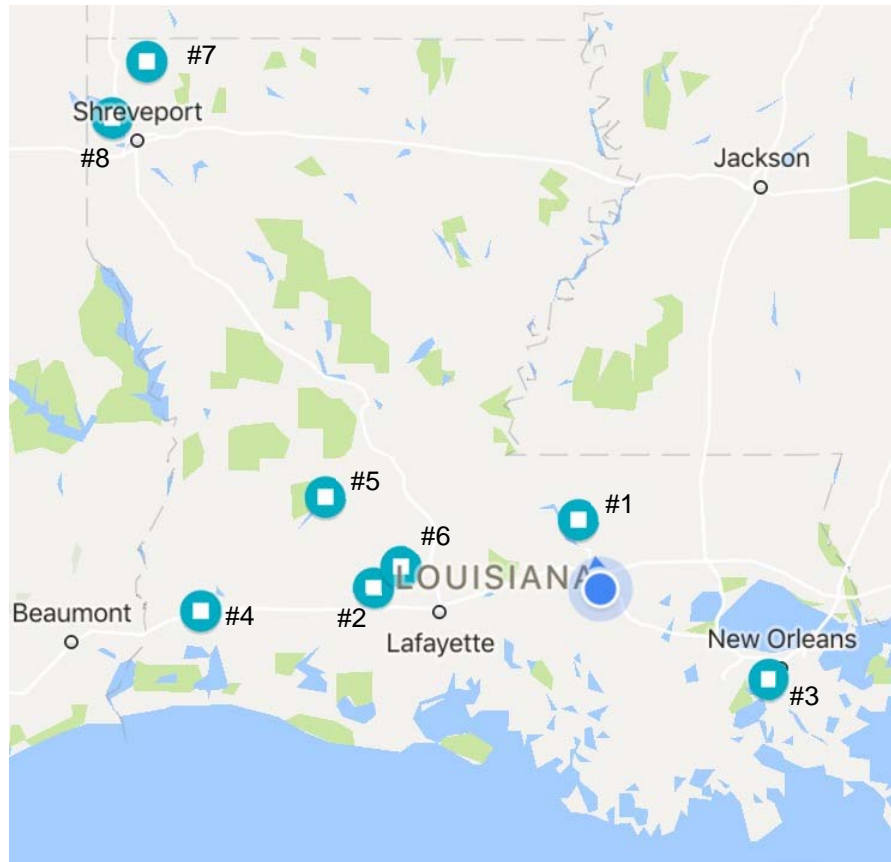 #7
Shreveport
#8
Jackson
#5
#1
#6
LOUISIANA
Beaumont
#4
#2
Lafayette
New Orleans
#3